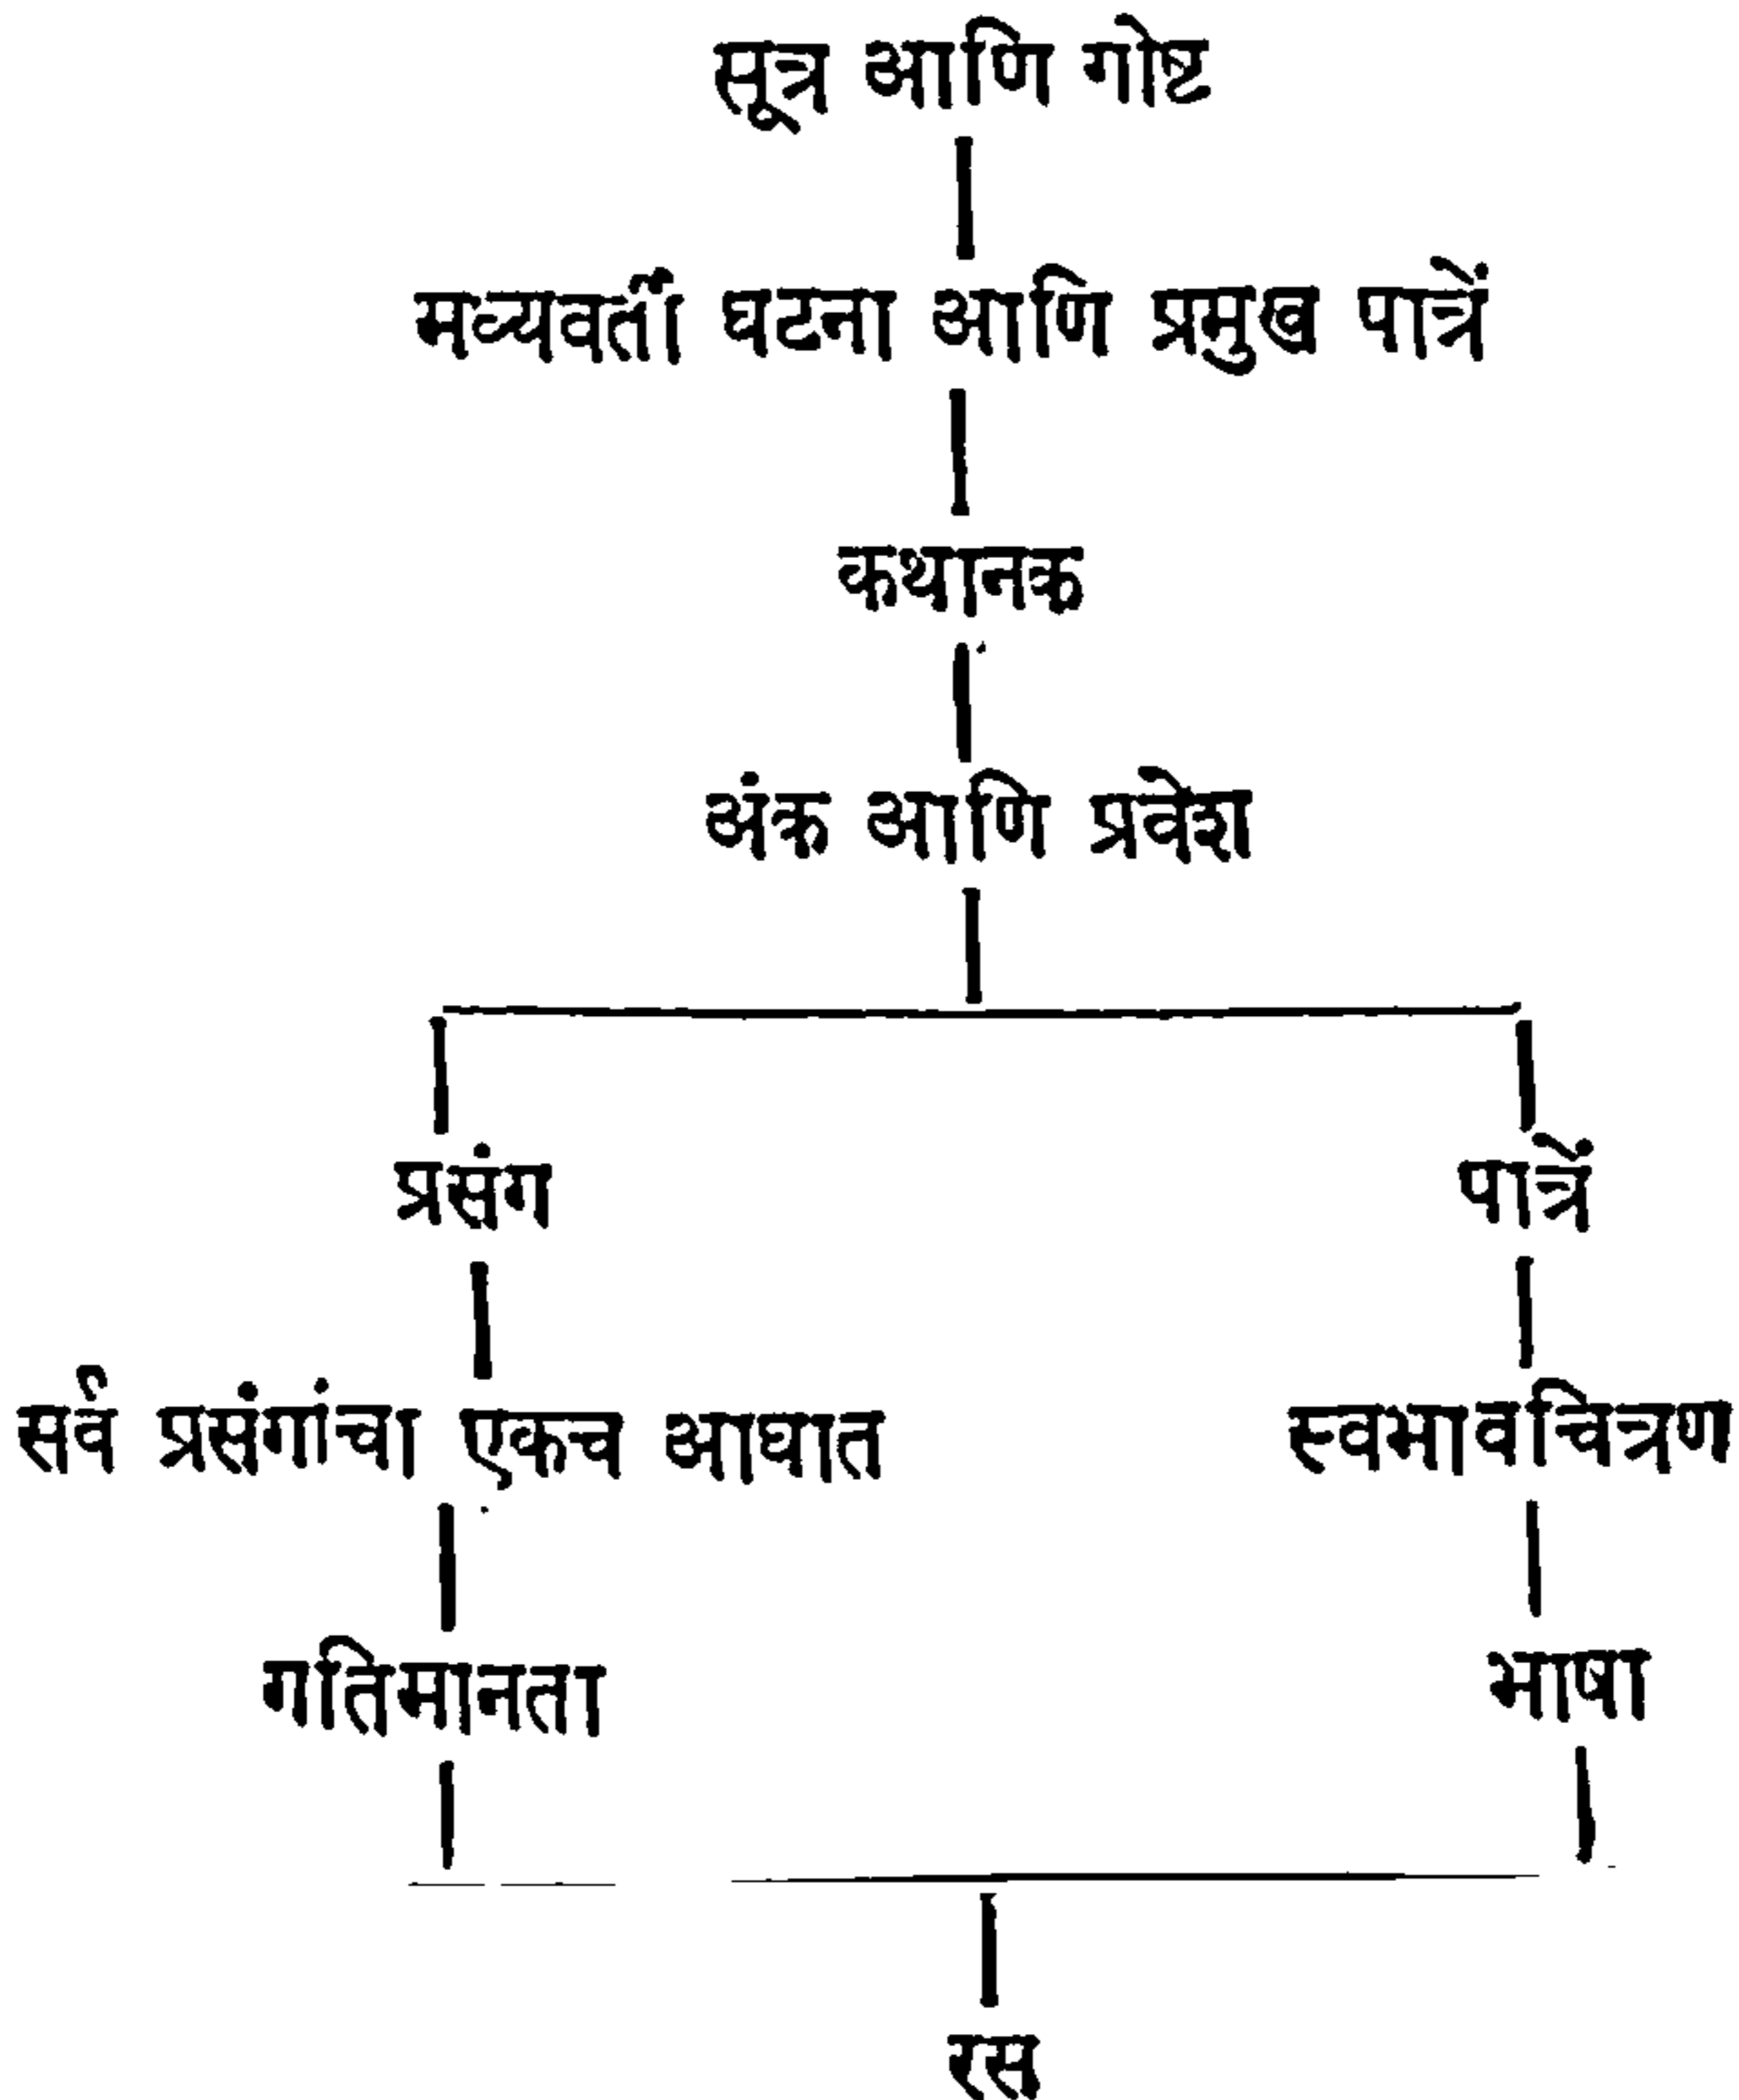 सूत्र आणि गोष्ट
मध्यवर्ती घटना आणि प्रमुख पात्रें
कथानक
अंक आणि प्रवेश
प्रसंग पात्रें
सर्व प्रसंगांचा एकच आघात स्वभावचित्रण
गतिमानता भाषा
रस